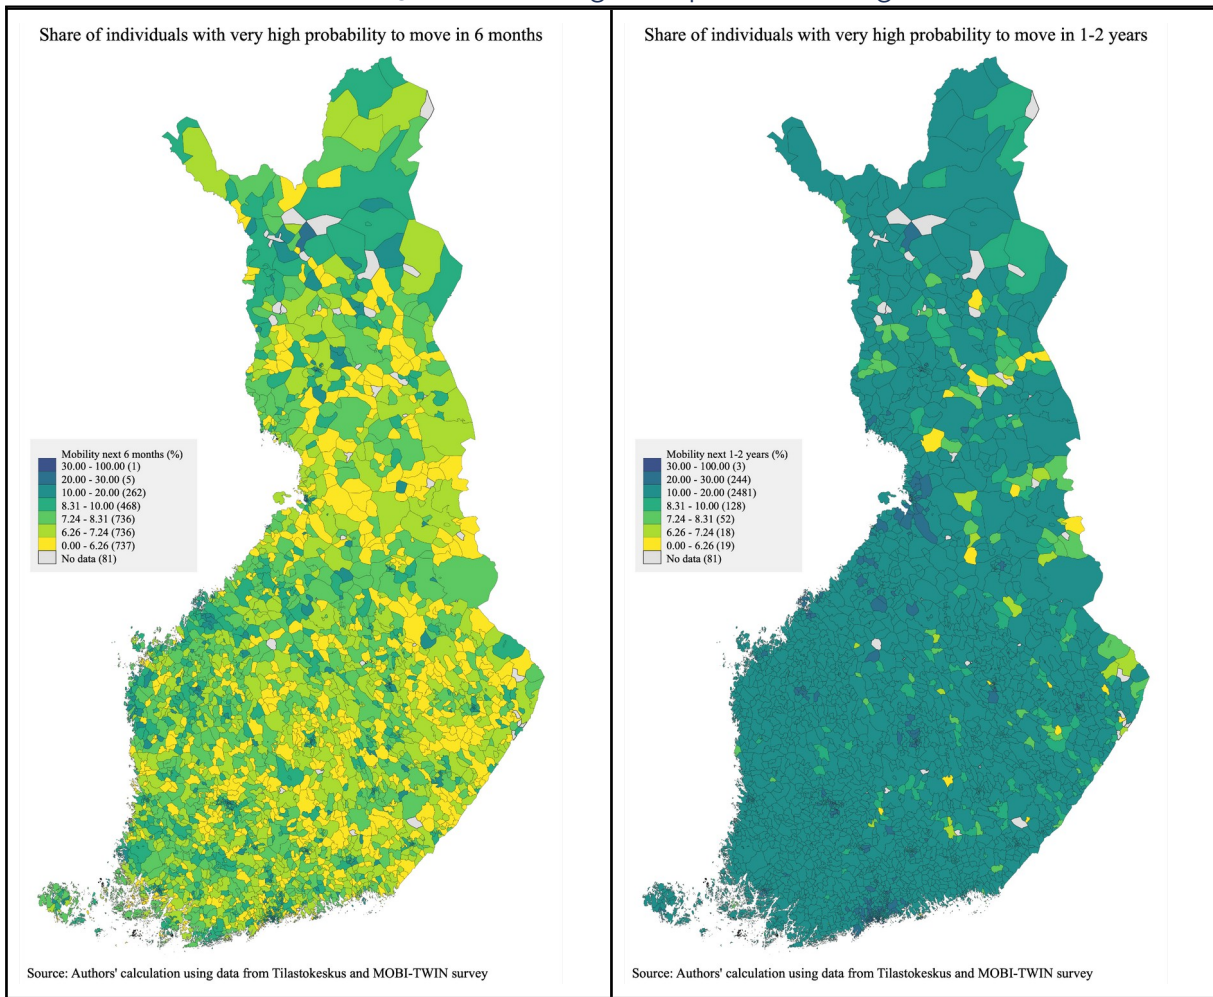 Share of individuals with very high probability to move in 6 months
Mobility next 6 months (%)
30.00 - 100.00 (1)
20.00 - 30.00 (5)
10.00 - 20.00 (262)
8.31 - 10.00 (468)
7.24 - 8.31 (736)
6.26 - 7.24 (736)
0.00 - 6.26 (737)
No data (81)
Source: Authors' calculation using data from Tilastokeskus and MOBI-TWIN survey
Share of individuals with very high probability to move in 1-2 years
Mobility next 1-2 years (%)
30.00 - 100.00 (3)
20.00 - 30.00 (244)
10.00 - 20.00 (2481)
8.31 - 10.00 (128)
7.24 - 8.31 (52)
6.26 - 7.24 (18)
0.00 - 6.26 (19)
No data (81)
Source: Authors' calculation using data from Tilastokeskus and MOBI-TWIN survey